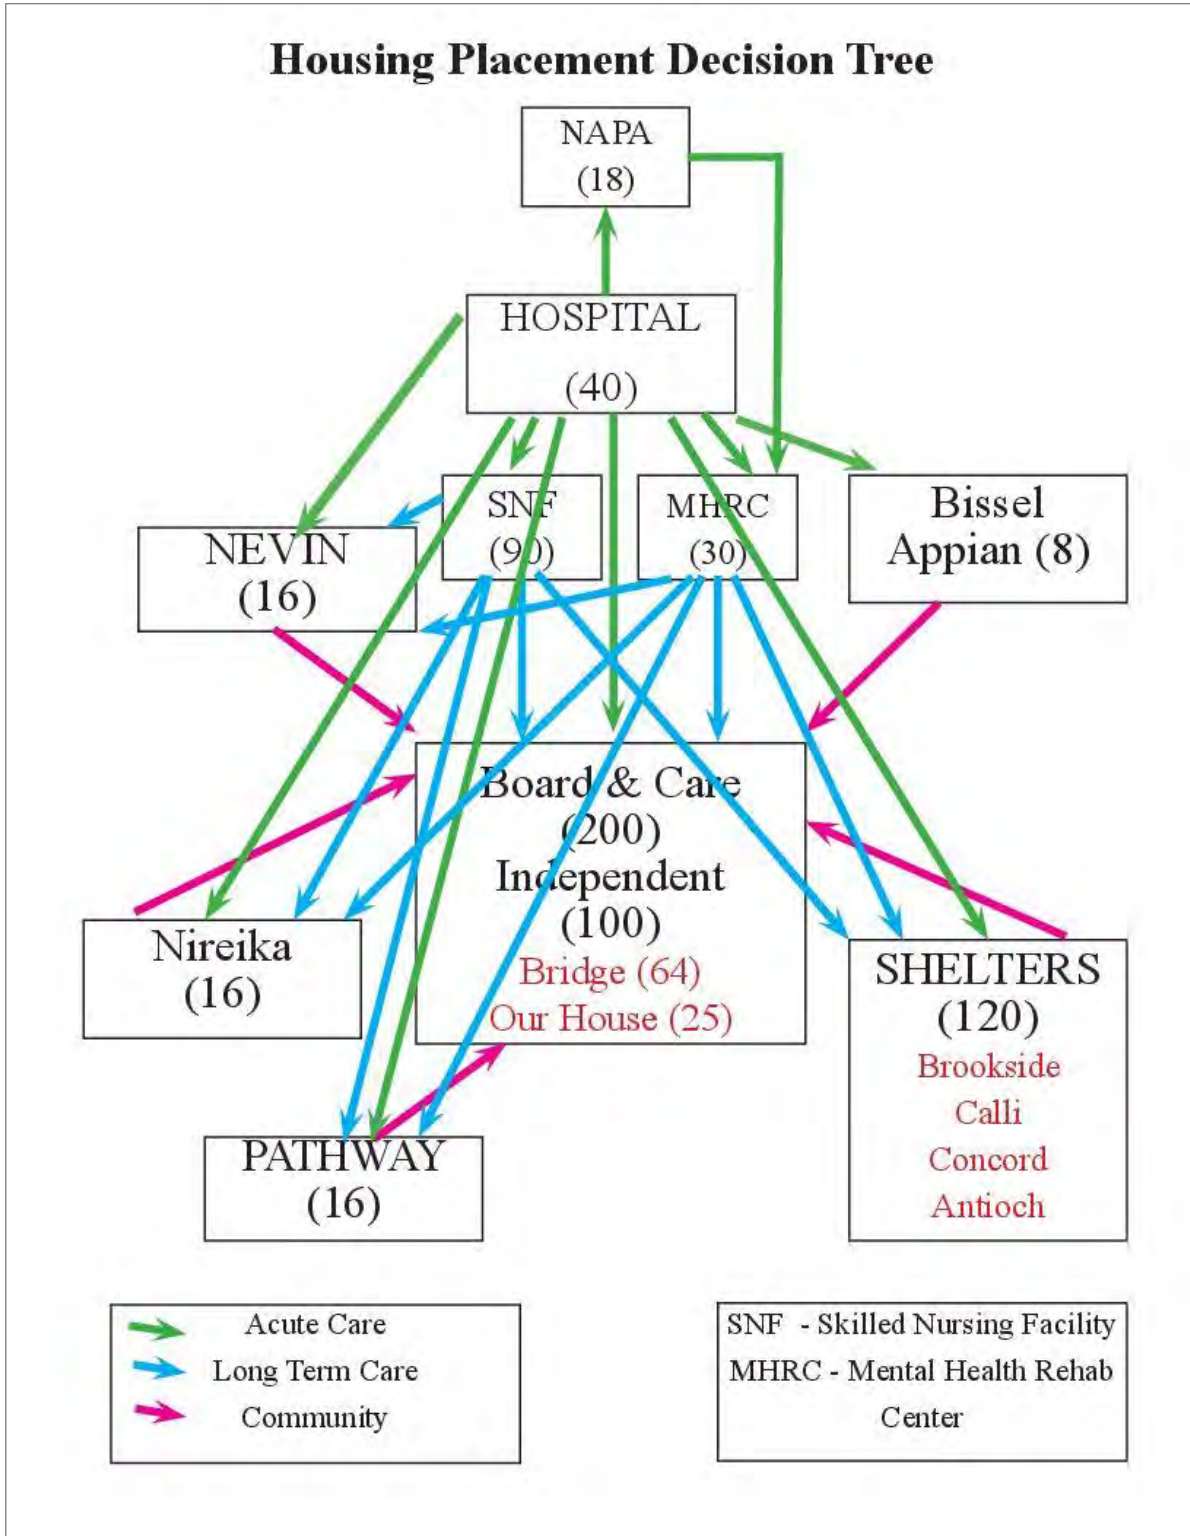 Housing Placement Decision Tree
NAPA
(18)
HOSPITAL
(40)
SNF
(90)
MHRC
(30)
Bissel
Appian (8)
NEVIN
(16)
Board & Care
(200)
Independent
(100)
Bridge (64)
Our House (25)
Nireika
(16)
SHELTERS
(120)
Brookside
Calli
Concord
Antioch
PATHWAY
(16)
Acute Care
Long Term Care
Community
SNF - Skilled Nursing Facility
MHRC - Mental Health Rehab
Center